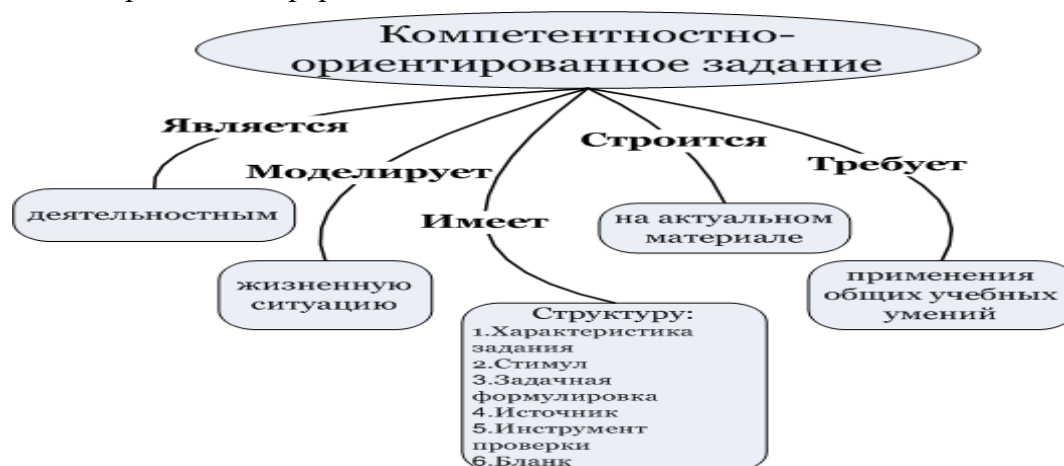 Компетентностно-
ориентированное задание
Является
Моделирует
Имеет
Строится
Требует
деятельностным
жизненную
ситуацию
Структуру:
1.Характеристика
задания
2.Стимул
3.Задачная
формулировка
4.Источник
5.Инструмент
проверки
6.Бланк
на актуальном
материале
применения
общих учебных
умений